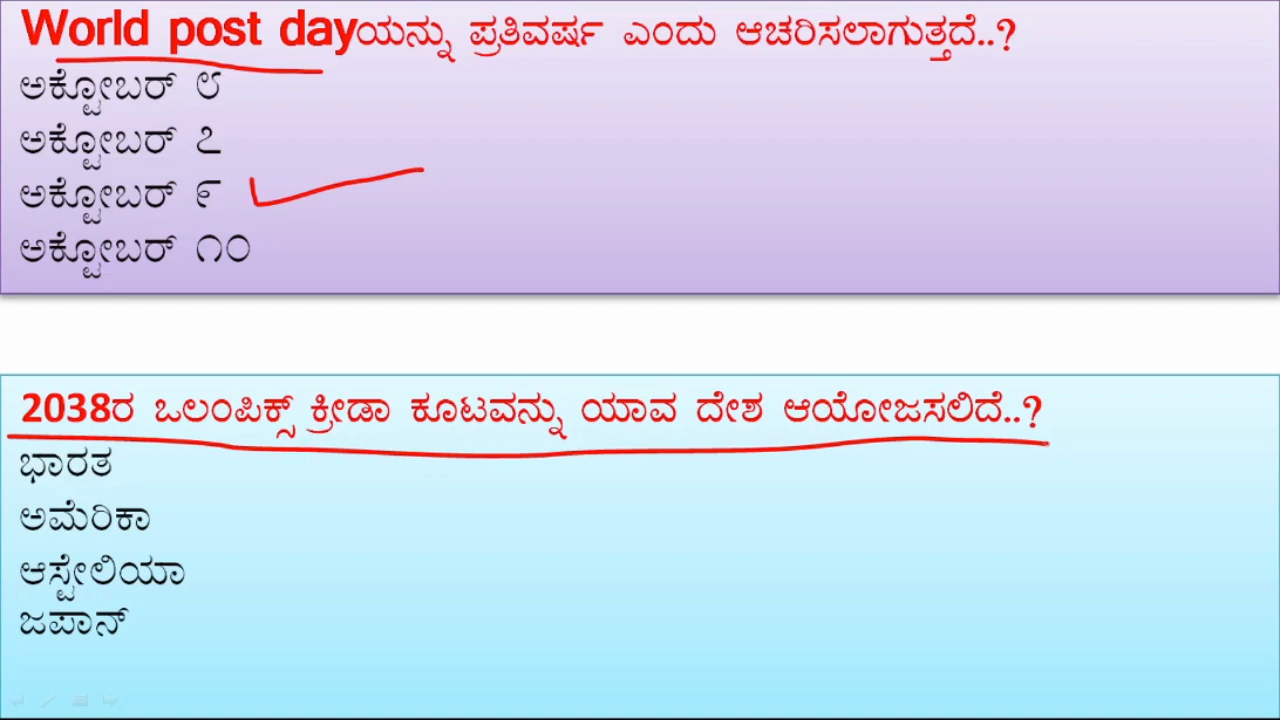 World post dayಯನ್ನು ಪ್ರತಿವರ್ಷ ಎಂದು ಆಚರಿಸಲಾಗುತ್ತದೆ..?
ಅಕ್ಟೋಬರ್ ೮
ಅಕ್ಟೋಬರ್ ೭
ಅಕ್ಟೋಬರ್ ೯
ಅಕ್ಟೋಬರ್ ೧೦
2038ರ ಒಲಂಪಿಕ್ಸ್ ಕ್ರೀಡಾ ಕೂಟವನ್ನು ಯಾವ ದೇಶ ಆಯೋಜಸಲಿದೆ..?
ಭಾರತ
ಅಮೆರಿಕಾ
ಆಸ್ಟೇಲಿಯಾ
ಜಪಾನ್